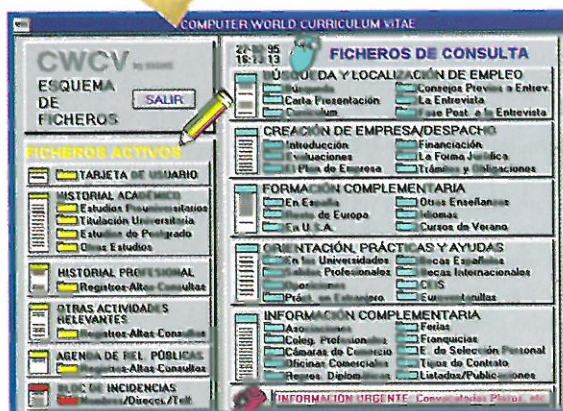 COMPUTER WORLD CURRICULUM VITAE
CWCV
ESQUEMA
DE
FICHEROS
SALIR
FICHEROS ACTIVOS
TARJETA DE USUARIO
HISTORIAL ACADÉMICO
Estudios Preuniversitarios
Titulación Universitaria
Estudios de Postgrado
Otros Estudios
HISTORIAL PROFESIONAL
Registros-Altas-Consultas
OTRAS ACTIVIDADES
RELEVANTES
Registros-Altas-Consultas
AGENDA DE REL. PÚBLICAS
Registros-Altas-Consultas
BLOC DE INCIDENCIAS
Nombres/Direcc./Telf.
95
16:13:13
FICHEROS DE CONSULTA
BÚSQUEDA Y LOCALIZACIÓN DE EMPLEO
Búsqueda
Carta Presentación
Curriculum
Consejos Previos a Entrev.
La Entrevista
Fase Post. a la Entrevista
CREACIÓN DE EMPRESA/DESPACHO
Introducción
Evaluaciones
El Plan de Empresa
Financiación
La Forma Jurídica
Trámites y Obligaciones
FORMACIÓN COMPLEMENTARIA
En España
Resto de Europa
En U.S.A.
Otras Enseñanzas
Idiomas
Cursos de Verano
ORIENTACIÓN, PRÁCTICAS Y AYUDAS
En las Universidades
Salidas Profesionales
Oposiciones
Práct. en Extranjero
Becas Españolas
Becas Internacionales
CEIS
Euroventanillas
INFORMACIÓN COMPLEMENTARIA
Asociaciones
Coleg. Profesionales
Cámaras de Comercio
Oficinas Comerciales
Repres. Diplomáticas
Ferias
Franquicias
E. de Selección Personal
Tipos de Contrato
Listados/Publicaciones
INFORMACIÓN URGENTE: Convocatorias Plazos, etc.